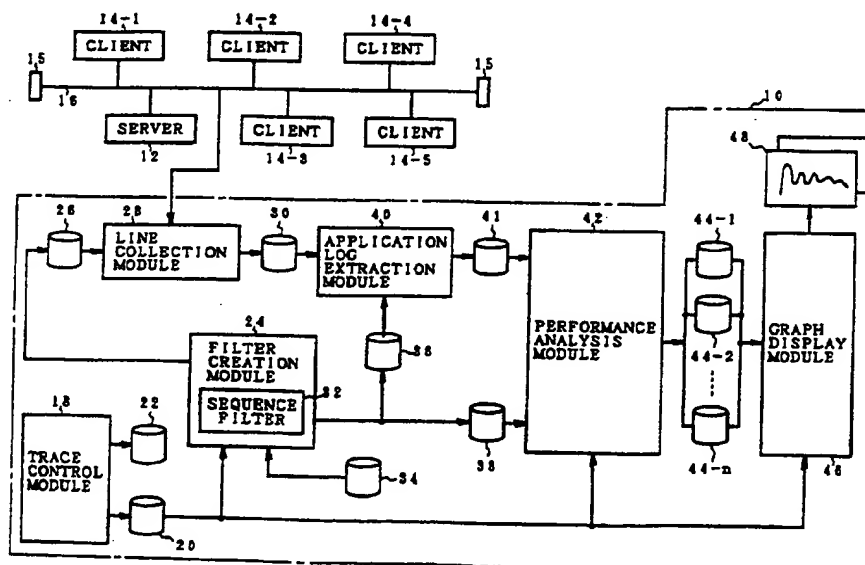 14-1
14-2
14-4
CLIENT
CLIENT
CLIENT
15
15
16
SERVER
CLIENT
CLIENT
12
14-3
14-5
10
48
26
28
30
40
41
42
44-1
LINE
COLLECTION
MODULE
APPLICATION
LOG
EXTRACTION
MODULE
PERFORMANCE
ANALYSIS
MODULE
44-2
GRAPH
DISPLAY
MODULE
24
FILTER
CREATION
MODULE
36
32
SEQUENCE
FILTER
18
22
TRACE
CONTROL
MODULE
38
34
44-n
46
20